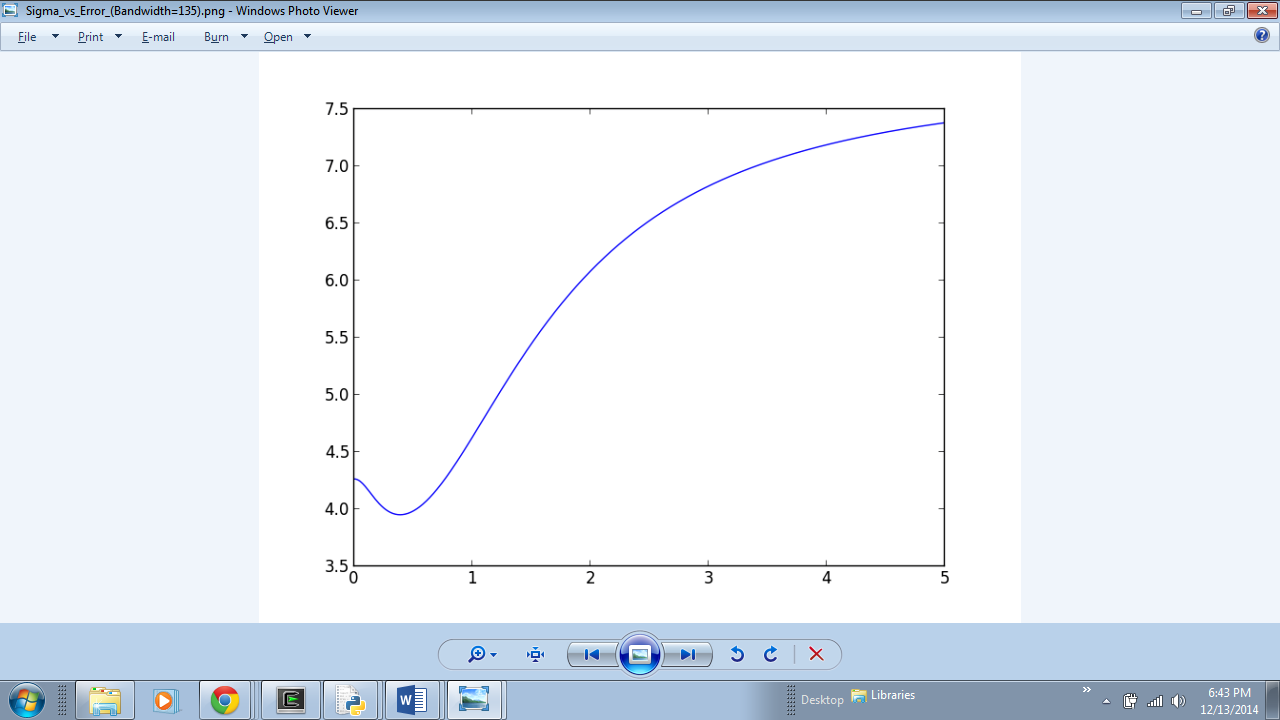 Sigma_vs_Error_(Bandwidth=135).png - Windows Photo Viewer
File Print E-mail Burn Open
7.5
7.0
6.5
6.0
5.5
5.0
4.5
4.0
3.5
0 1 2 3 4 5
W
Desktop Libraries »
6:43 PM
12/13/2014